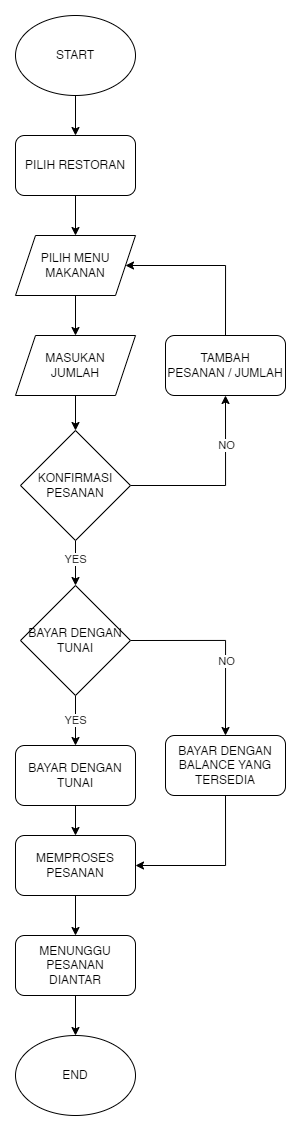 START
PILIH RESTORAN
PILIH MENU
MAKANAN
MASUKAN
JUMLAH
TAMBAH
PESANAN / JUMLAH
KONFIRMASI
PESANAN
NO
YES
BAYAR DENGAN
TUNAI
NO
YES
BAYAR DENGAN
TUNAI
BAYAR DENGAN
BALANCE YANG
TERSEDIA
MEMPROSES
PESANAN
MENUNGGU
PESANAN
DIANTAR
END